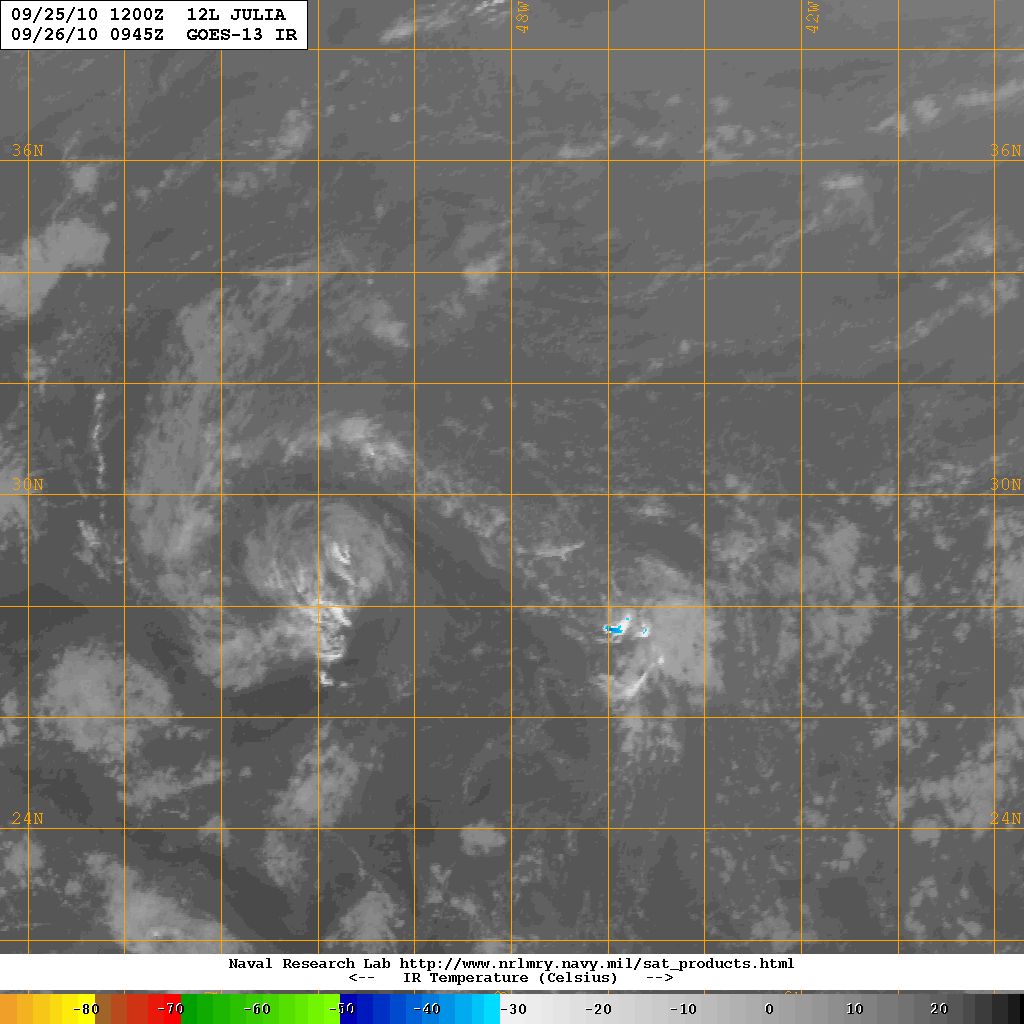 09/25/10 1200Z 12L JULIA
09/26/10 0945Z GOES-13 IR
48W 42W
36N 36N
30N 30N
24N 24N
Naval Research Lab http://www.nrlmry.navy.mil/sat_products.html
<-- IR Temperature (Celsius) -->
-80 -70 -60 -50 -40 -30 -20 -10 0 10 20